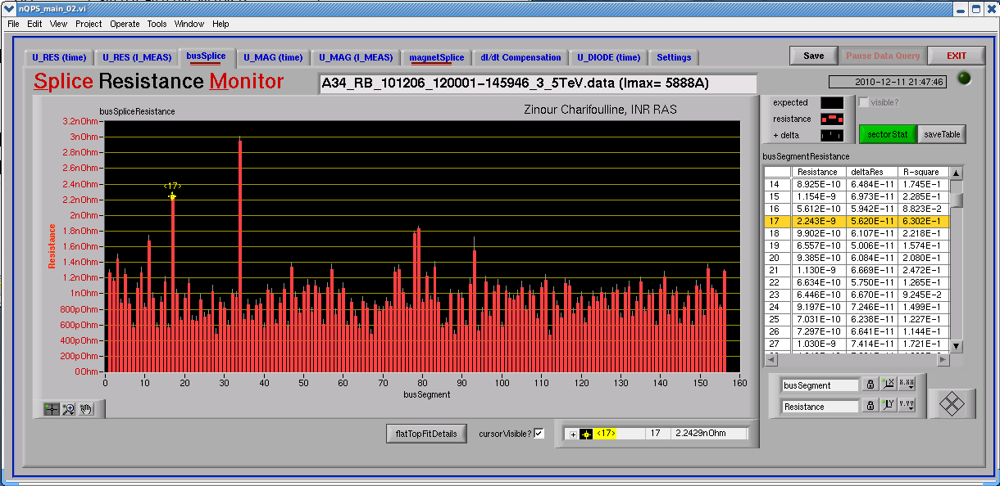 nQPS_main_02.vi
File Edit View Project Operate Tools Window Help
U_RES (time) U_RES (I_MEAS) busSplice U_MAG (time) U_MAG (I_MEAS) magnetSplice dI/dt Compensation U_DIODE (time) Settings
Save Pause Data Query EXIT
Splice Resistance Monitor
A34_RB_101206_120001-145946_3_5TeV.data (Imax= 5888A)
2010-12-11 21:47:46
busSpliceResistance
Zinour Charifoulline, INR RAS
3.2nOhm
3nOhm
2.8nOhm
2.6nOhm
2.4nOhm
2.2nOhm
2nOhm
1.8nOhm
1.6nOhm
1.4nOhm
1.2nOhm
1nOhm
800pOhm
600pOhm
400pOhm
200pOhm
0Ohm
Resistance
<17>
0 10 20 30 40 50 60 70 80 90 100 110 120 130 140 150 160
busSegment
flatTopFitDetails
cursorVisible?
<17> 17 2.2429nOhm
expected
resistance
+ delta
visible?
sectorStat saveTable
busSegmentResistance
Resistance deltaRes R-square
14 8.925E-10 6.484E-11 1.745E-1
15 1.154E-9 6.973E-11 2.285E-1
16 5.612E-10 5.942E-11 8.823E-2
17 2.243E-9 5.620E-11 6.302E-1
18 9.902E-10 6.107E-11 2.218E-1
19 6.557E-10 5.006E-11 1.574E-1
20 9.385E-10 6.084E-11 2.080E-1
21 1.130E-9 6.669E-11 2.472E-1
22 6.634E-10 5.750E-11 1.265E-1
23 6.446E-10 6.670E-11 9.245E-2
24 9.197E-10 7.246E-11 1.499E-1
25 7.031E-10 6.238E-11 1.227E-1
26 7.297E-10 6.641E-11 1.144E-1
27 1.030E-9 7.414E-11 1.721E-1
busSegment X X.XX
Resistance Y Y.YY